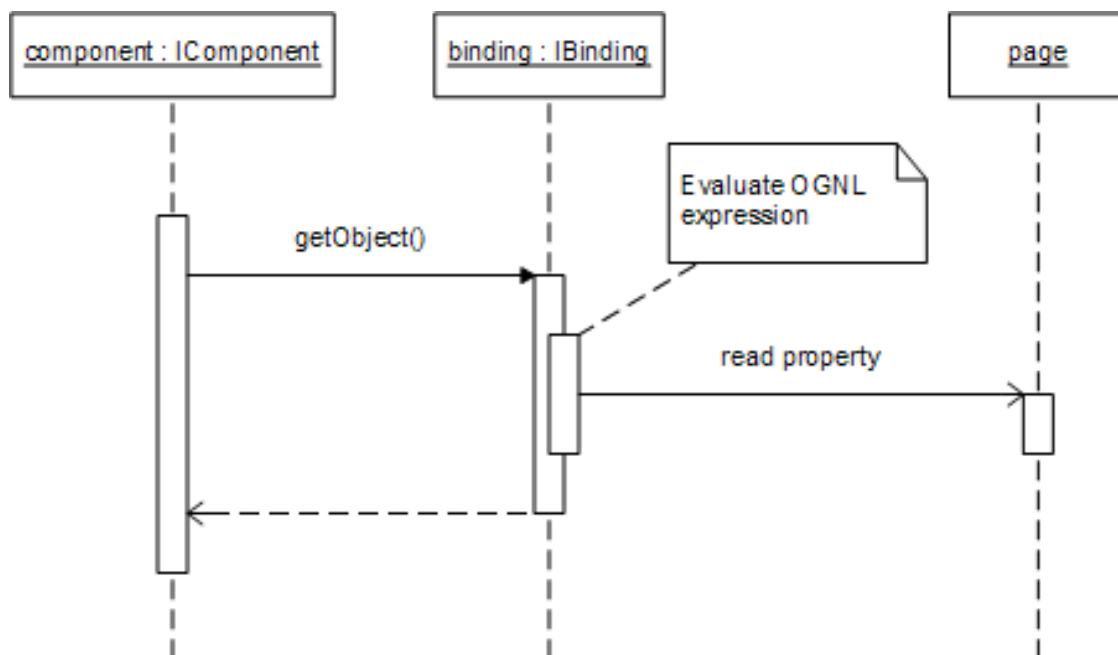 component : IComponent
binding : IBinding
page
Evaluate OGNL
expression
getObject()
read property